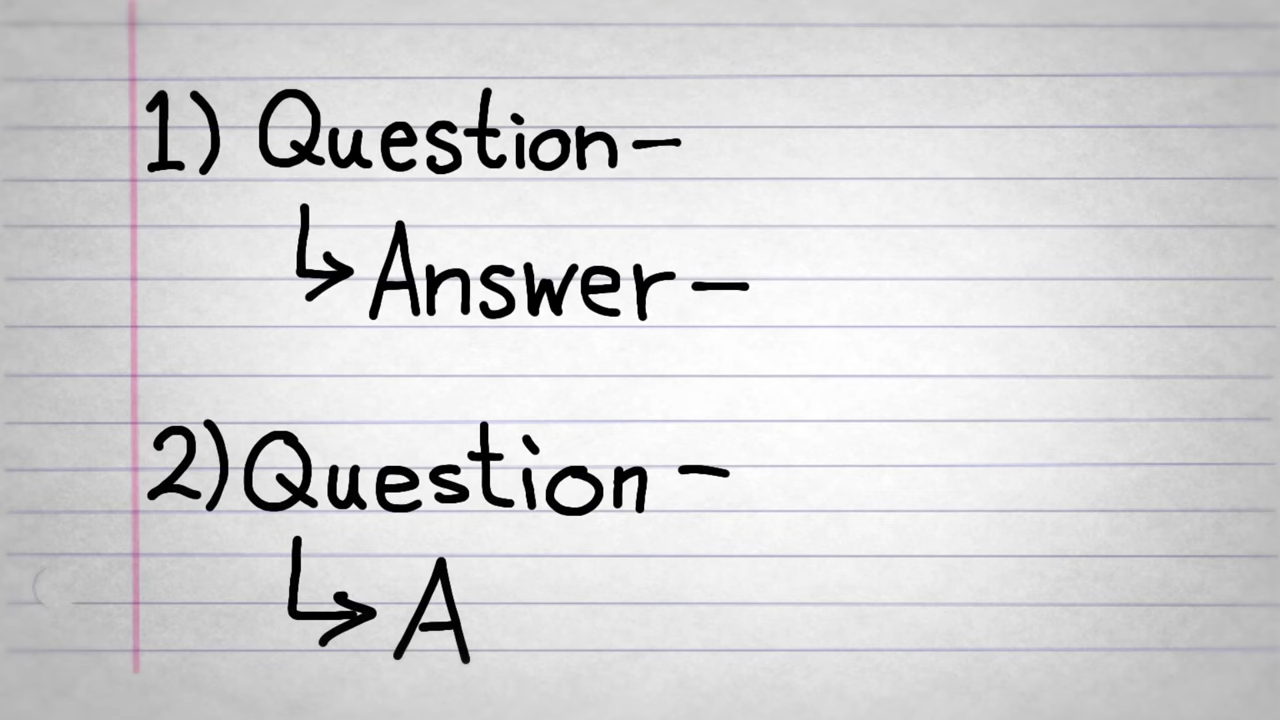 1) Question-
↳ Answer-
2) Question-
↳ A